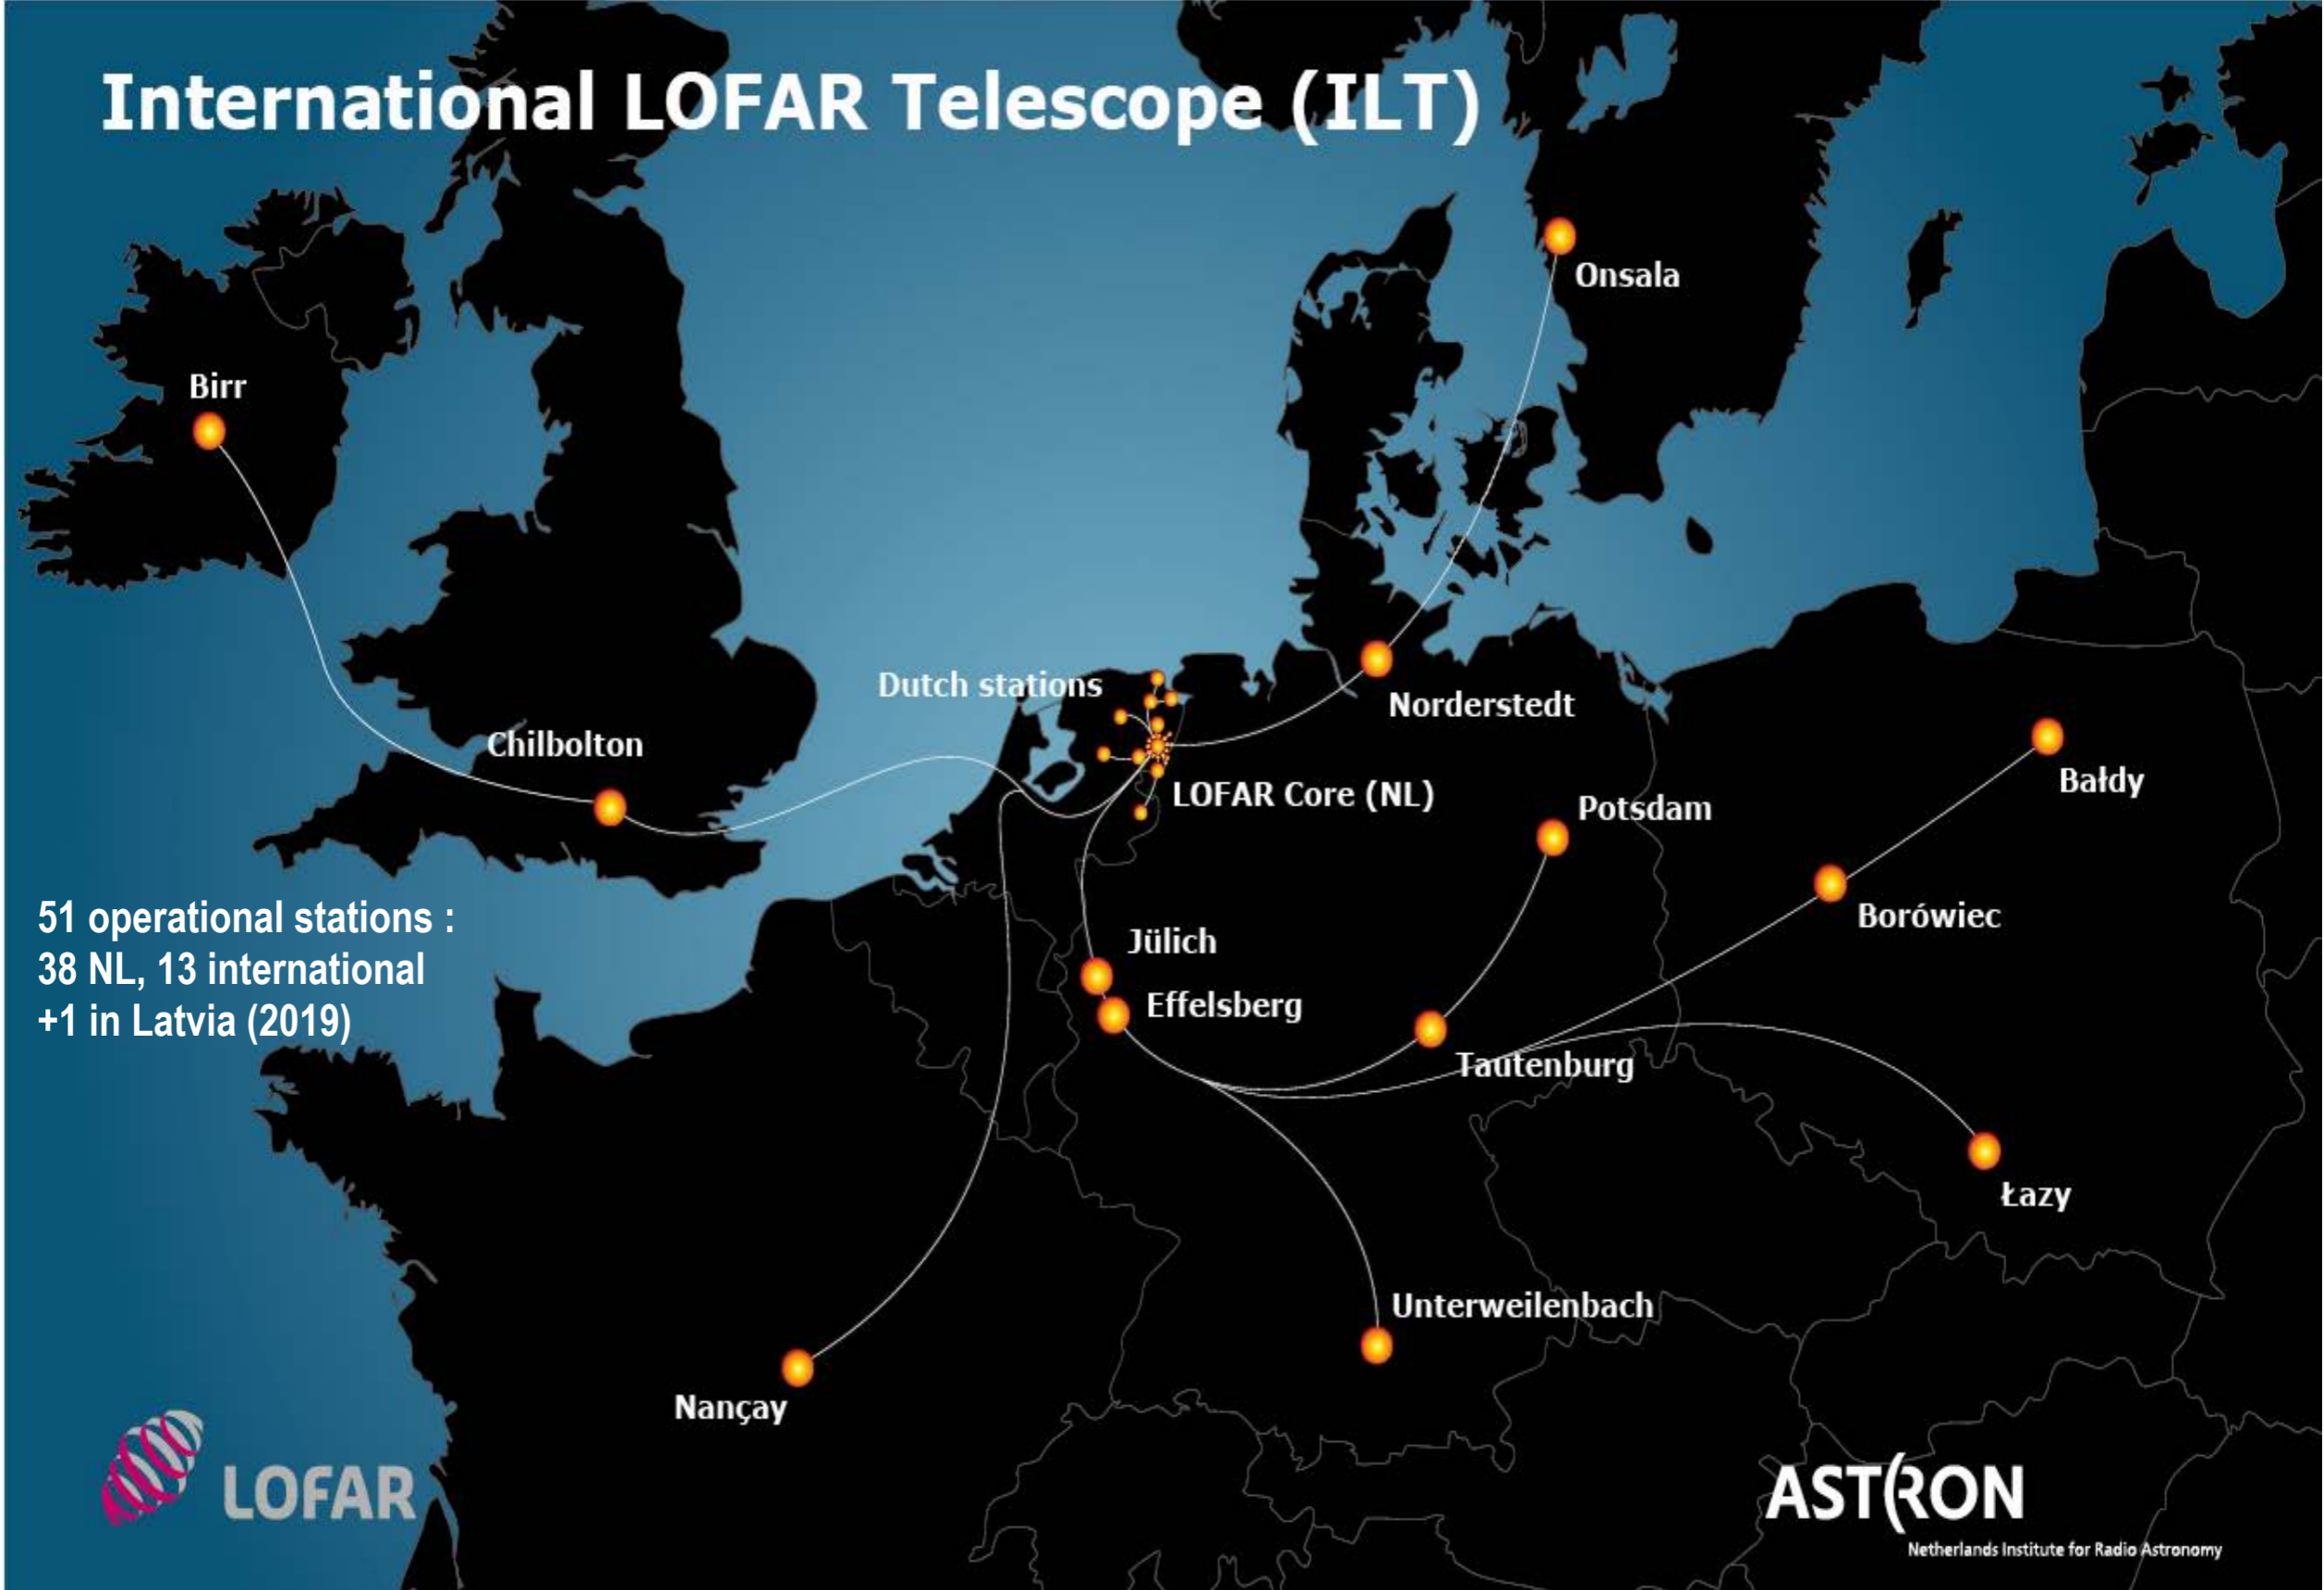 International LOFAR Telescope (ILT)
Onsala
Birr
Dutch stations
Norderstedt
Chilbolton
Bałdy
LOFAR Core (NL)
Potsdam
Borówiec
51 operational stations :
38 NL, 13 international
+1 in Latvia (2019)
Jülich
Effelsberg
Tautenburg
Łazy
Unterweilenbach
Nançay
LOFAR
ASTRON
Netherlands Institute for Radio Astronomy